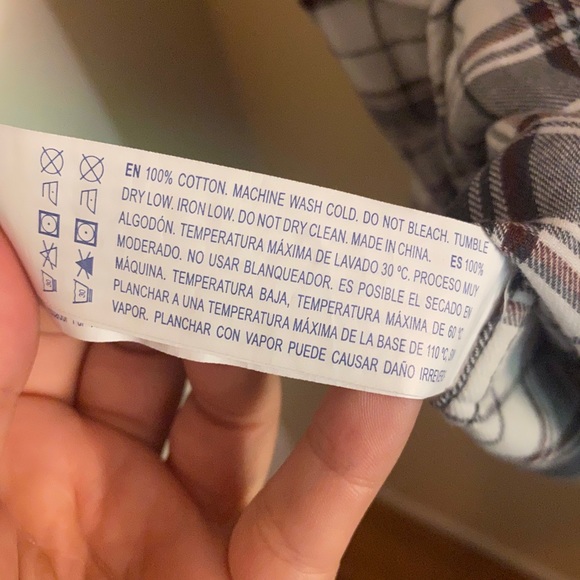 EN 100% COTTON. MACHINE WASH COLD. DO NOT BLEACH. TUMBLE
DRY LOW. IRON LOW. DO NOT DRY CLEAN. MADE IN CHINA. ES 100%
ALGODÓN. TEMPERATURA MÁXIMA DE LAVADO 30 ºC. PROCESO MUY
MODERADO. NO USAR BLANQUEADOR. ES POSIBLE EL SECADO EN
MÁQUINA. TEMPERATURA BAJA, TEMPERATURA MÁXIMA DE 60 ºC
PLANCHAR A UNA TEMPERATURA MÁXIMA DE LA BASE DE 110 ºC SIN
VAPOR. PLANCHAR CON VAPOR PUEDE CAUSAR DAÑO